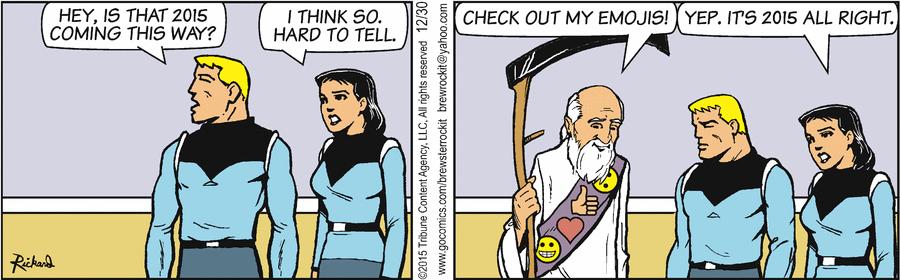 HEY, IS THAT 2015
COMING THIS WAY?
I THINK SO.
HARD TO TELL.
Rickard
©2015 Tribune Content Agency, LLC. All rights reserved 12/30
www.gocomics.com/brewsterrockit brewrockit@yahoo.com
CHECK OUT MY EMOJIS!
YEP. IT'S 2015 ALL RIGHT.